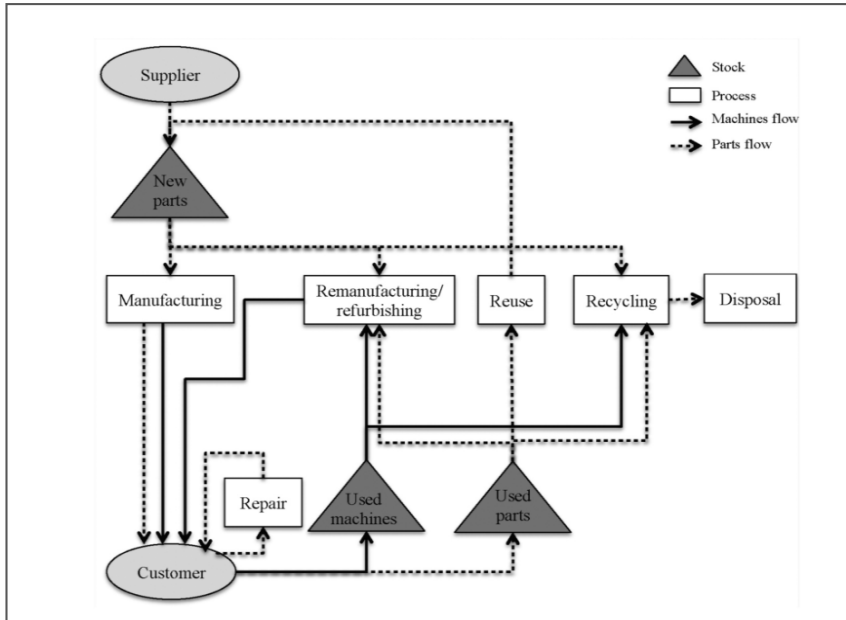 Supplier
Stock
Process
Machines flow
Parts flow
New
parts
Manufacturing
Remanufacturing/
refurbishing
Reuse
Recycling
Disposal
Repair
Used
machines
Used
parts
Customer